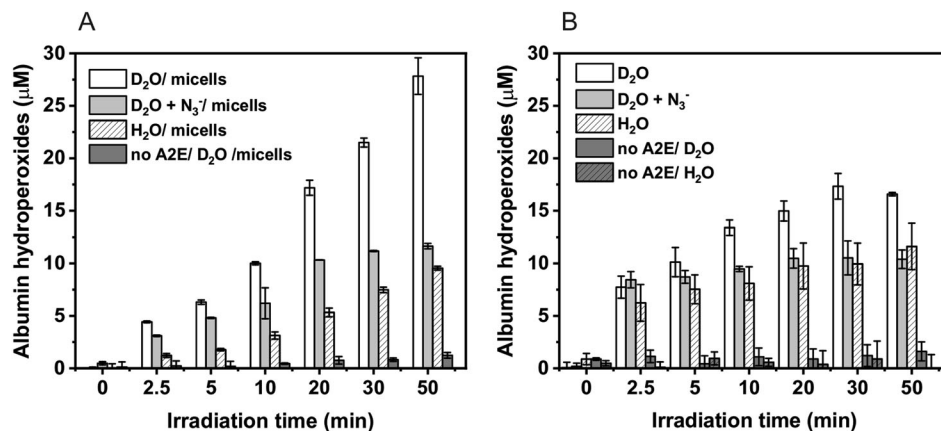 A
Albumin hydroperoxides (μM)
30
25
20
15
10
5
0
D₂O/ micells
D₂O + N₃⁻/ micells
H₂O/ micells
no A2E/ D₂O /micells
0 2.5 5 10 20 30 50
Irradiation time (min)
B
Albumin hydroperoxides (μM)
30
25
20
15
10
5
0
D₂O
D₂O + N₃⁻
H₂O
no A2E/ D₂O
no A2E/ H₂O
0 2.5 5 10 20 30 50
Irradiation time (min)